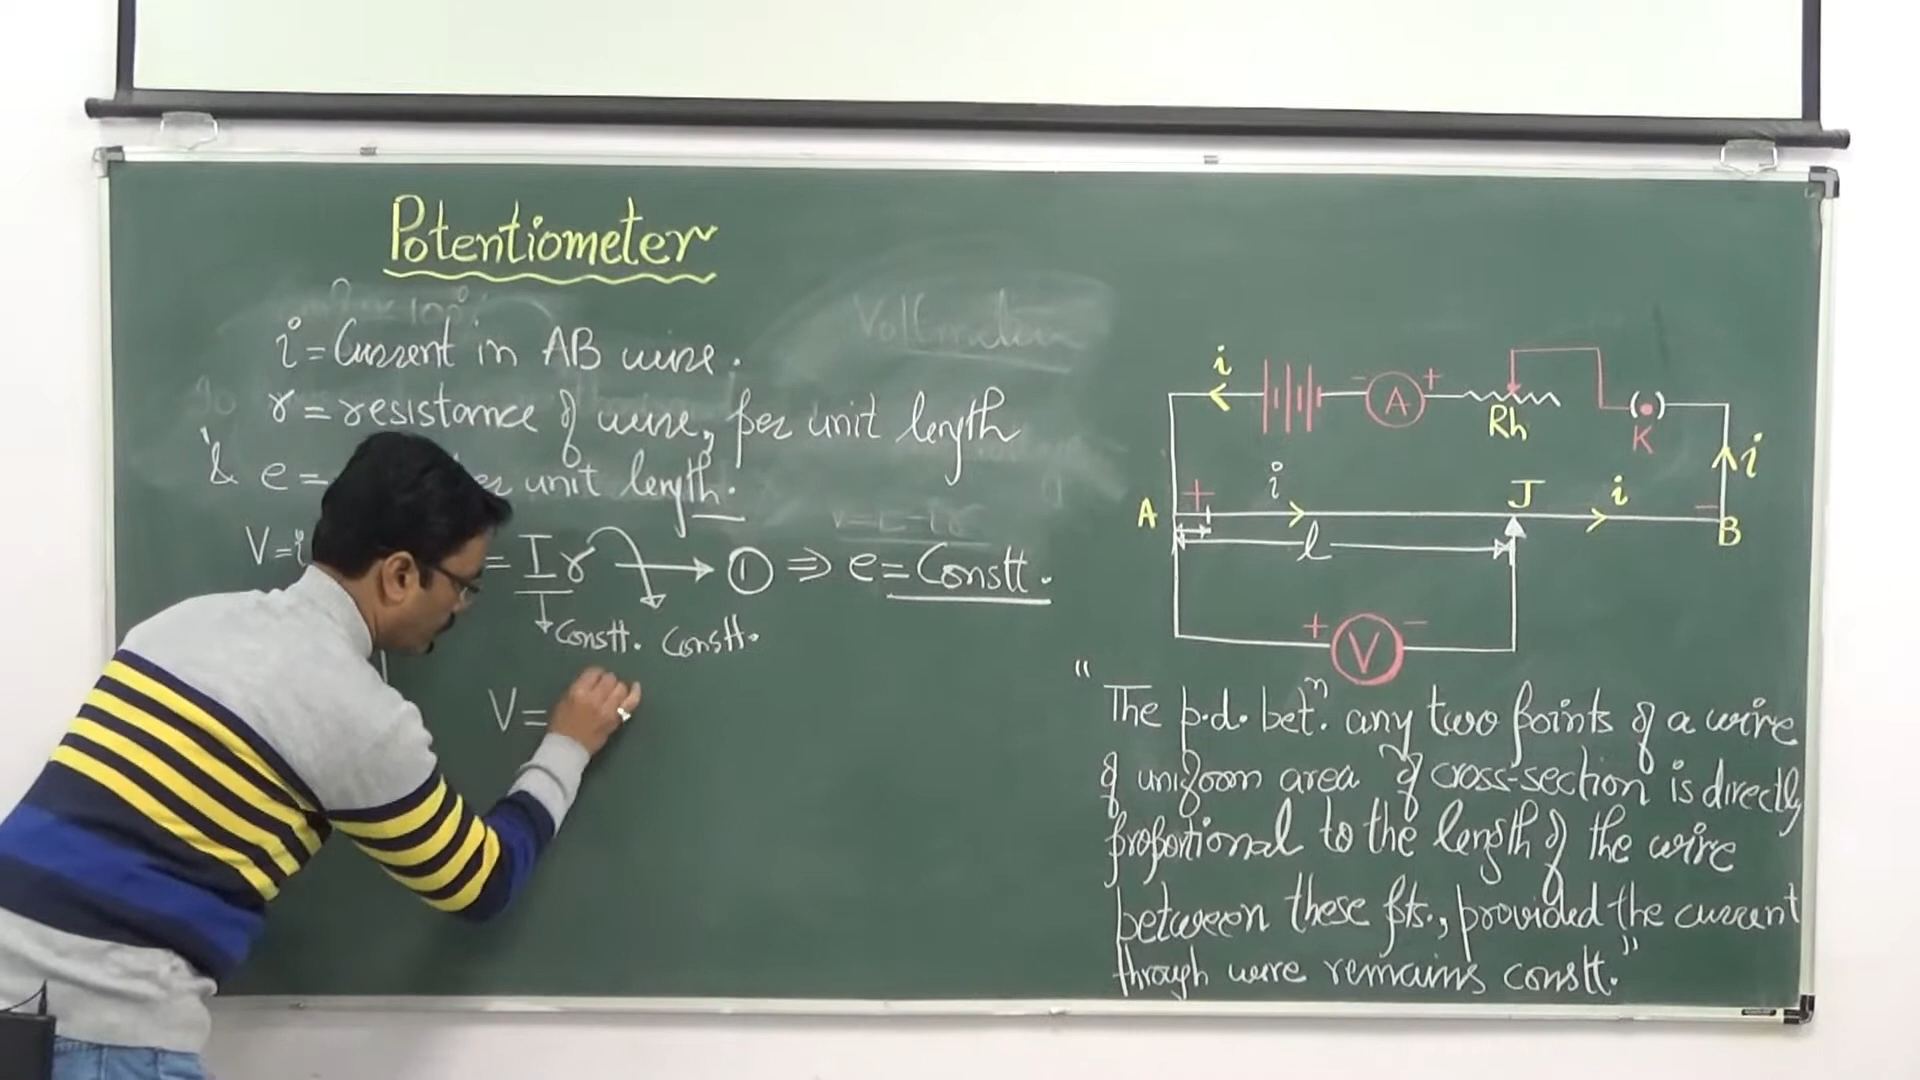 Potentiometer
i = Current in AB wire.
r = resistance of wire, per unit length
& e = unit length.
V = i = Ir → ① ⇒ e = Constt.
Constt. Constt.
V =
Voltmeter
i
- A +
Rh
K
i
A + i J i - B
l
+ V -
"The p.d. betn. any two points of a wire
of uniform area of cross-section is directly
proportional to the length of the wire
between these pts., provided the current
through wire remains constt."